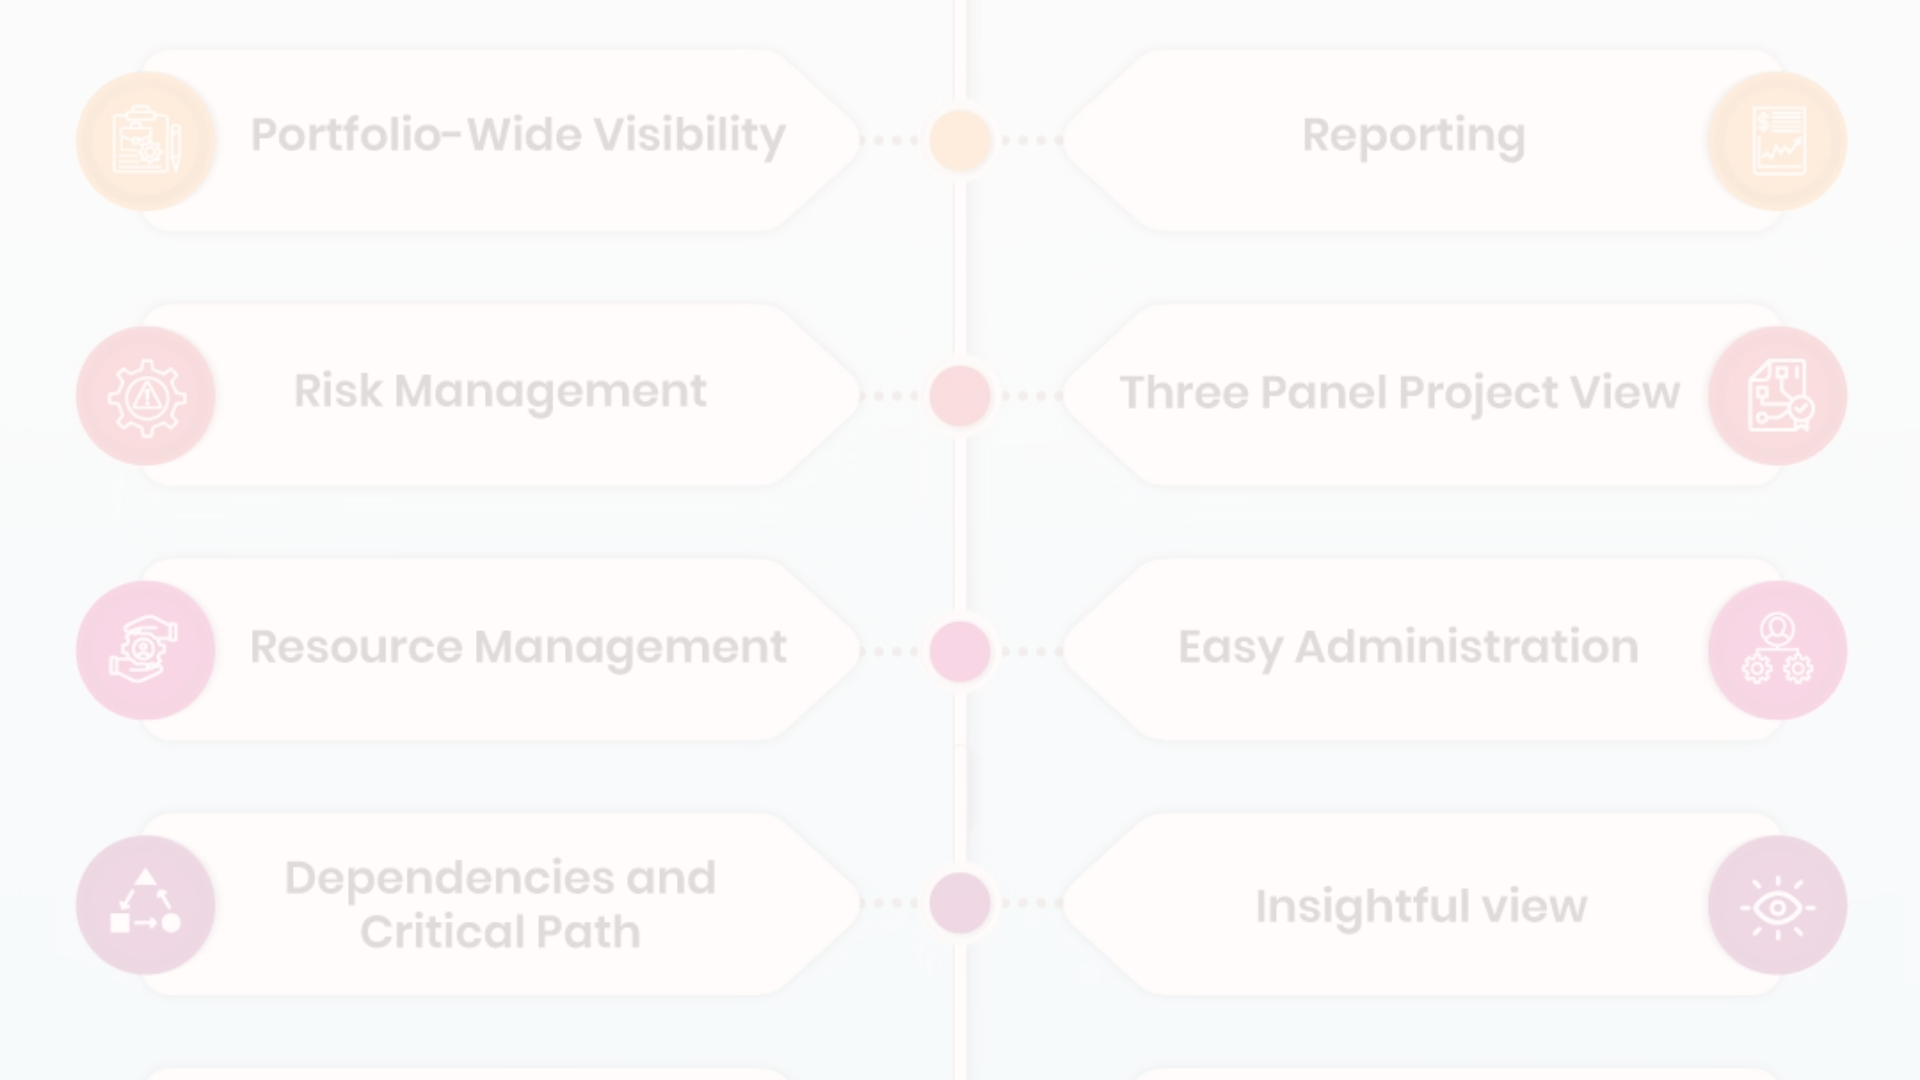 Portfolio-Wide Visibility
Reporting
Risk Management
Three Panel Project View
Resource Management
Easy Administration
Dependencies and
Critical Path
Insightful view